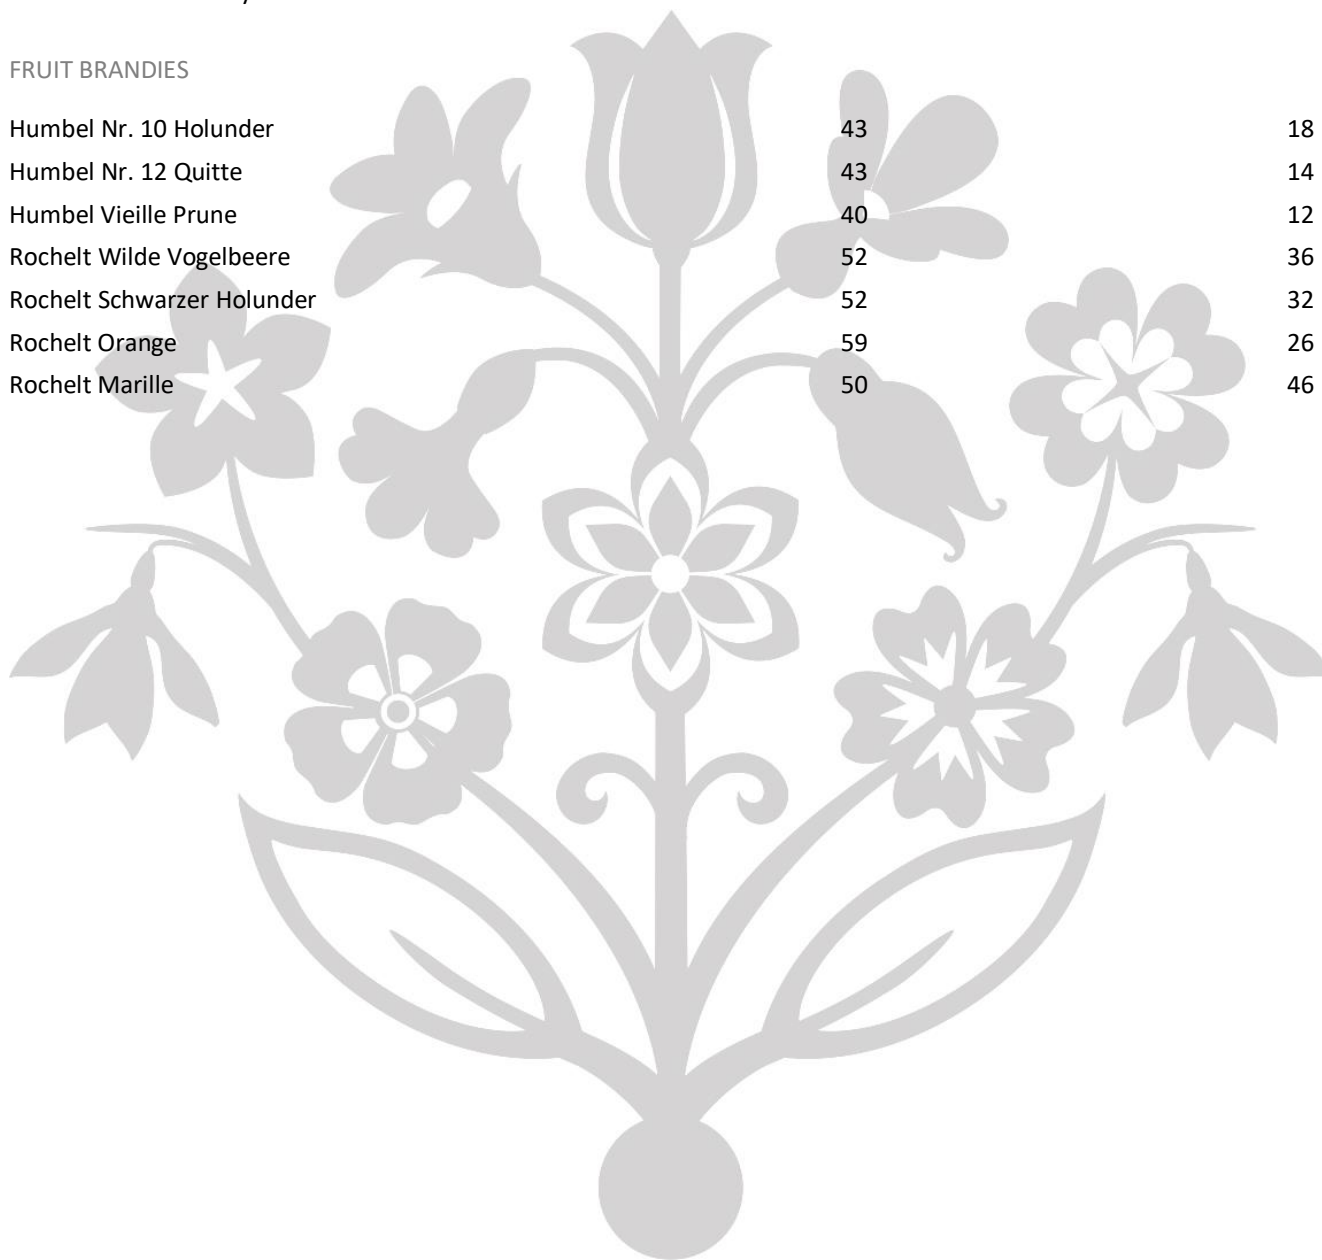 FRUIT BRANDIES
Humbel Nr. 10 Holunder 43 18
Humbel Nr. 12 Quitte 43 14
Humbel Vieille Prune 40 12
Rochelt Wilde Vogelbeere 52 36
Rochelt Schwarzer Holunder 52 32
Rochelt Orange 59 26
Rochelt Marille 50 46